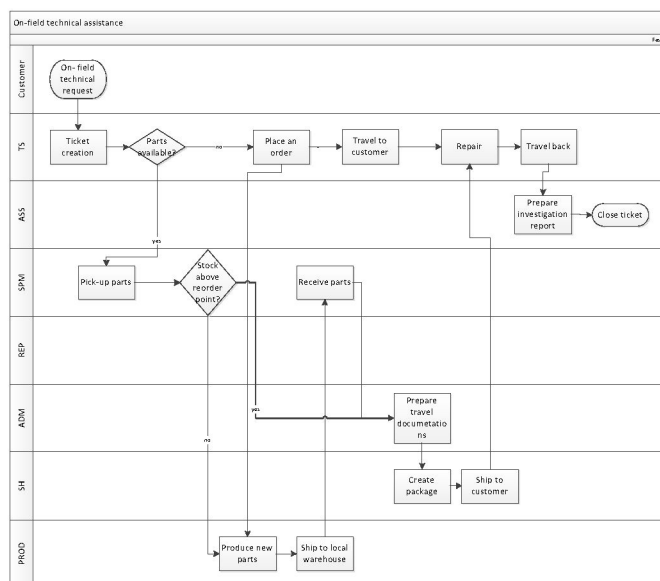 On-field technical assistance
Customer
On- field
technical
request
TS
Ticket
creation
Parts
available?
no
Place an
order
Travel to
customer
Repair
Travel back
ASS
Prepare
investigation
report
Close ticket
yes
SPM
Pick-up parts
Stock
above
reorder
point?
Receive parts
REP
ADM
yes
no
Prepare
travel
documetatio
ns
SH
Create
package
Ship to
customer
PROD
Produce new
parts
Ship to local
warehouse